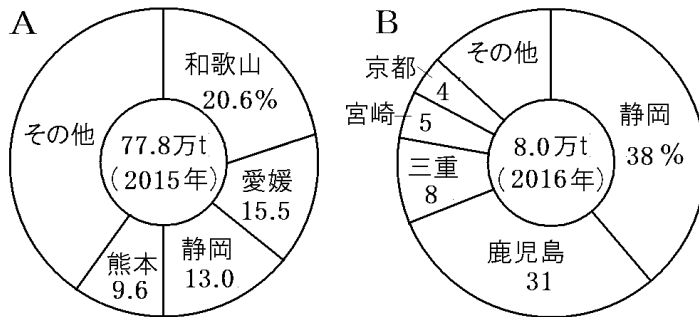 A
和歌山
20.6%
愛媛
15.5
静岡
13.0
熊本
9.6
その他
77.8万t
(2015年)
B
静岡
38%
鹿児島
31
三重
8
宮崎
5
京都
4
その他
8.0万t
(2016年)